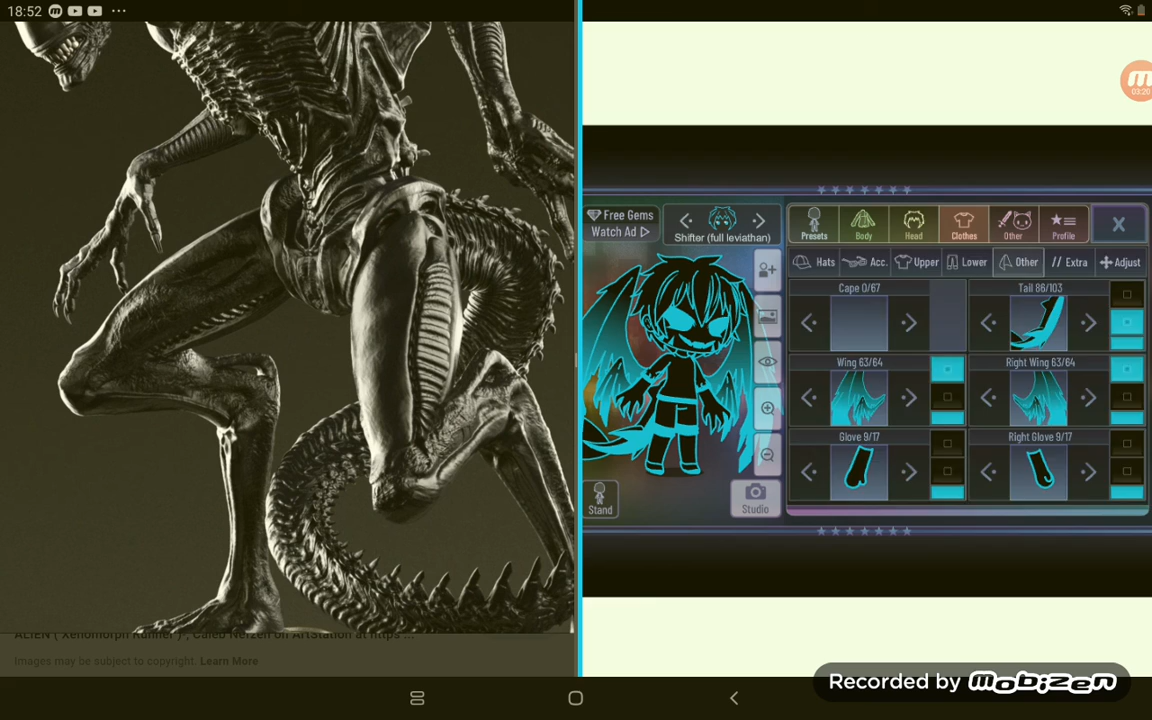 18:52
03:20
Free Gems
Watch Ad
Shifter (full leviathan)
Presets
Body
Head
Clothes
Other
Profile
X
Hats
Acc.
Upper
Lower
Other
Extra
Adjust
Cape 0/67
Tail 86/103
Wing 63/64
Right Wing 63/64
Glove 9/17
Right Glove 9/17
Stand
Studio
ALIEN ( Xenomorph Runner ) , Caleb Nefzen on ArtStation at https ...
Images may be subject to copyright. Learn More
Recorded by mobizen